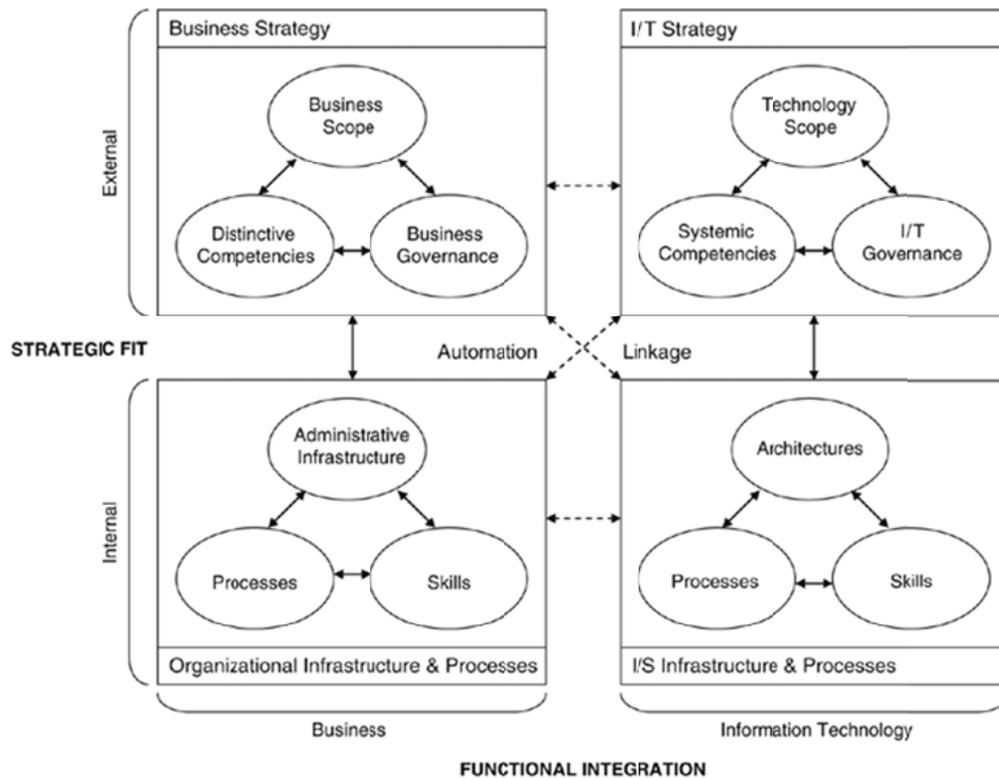 Business Strategy
I/T Strategy
External
Business
Scope
Distinctive
Competencies
Business
Governance
Technology
Scope
Systemic
Competencies
I/T
Governance
STRATEGIC FIT
Automation
Linkage
Internal
Administrative
Infrastructure
Processes
Skills
Architectures
Processes
Skills
Organizational Infrastructure & Processes
I/S Infrastructure & Processes
Business
Information Technology
FUNCTIONAL INTEGRATION